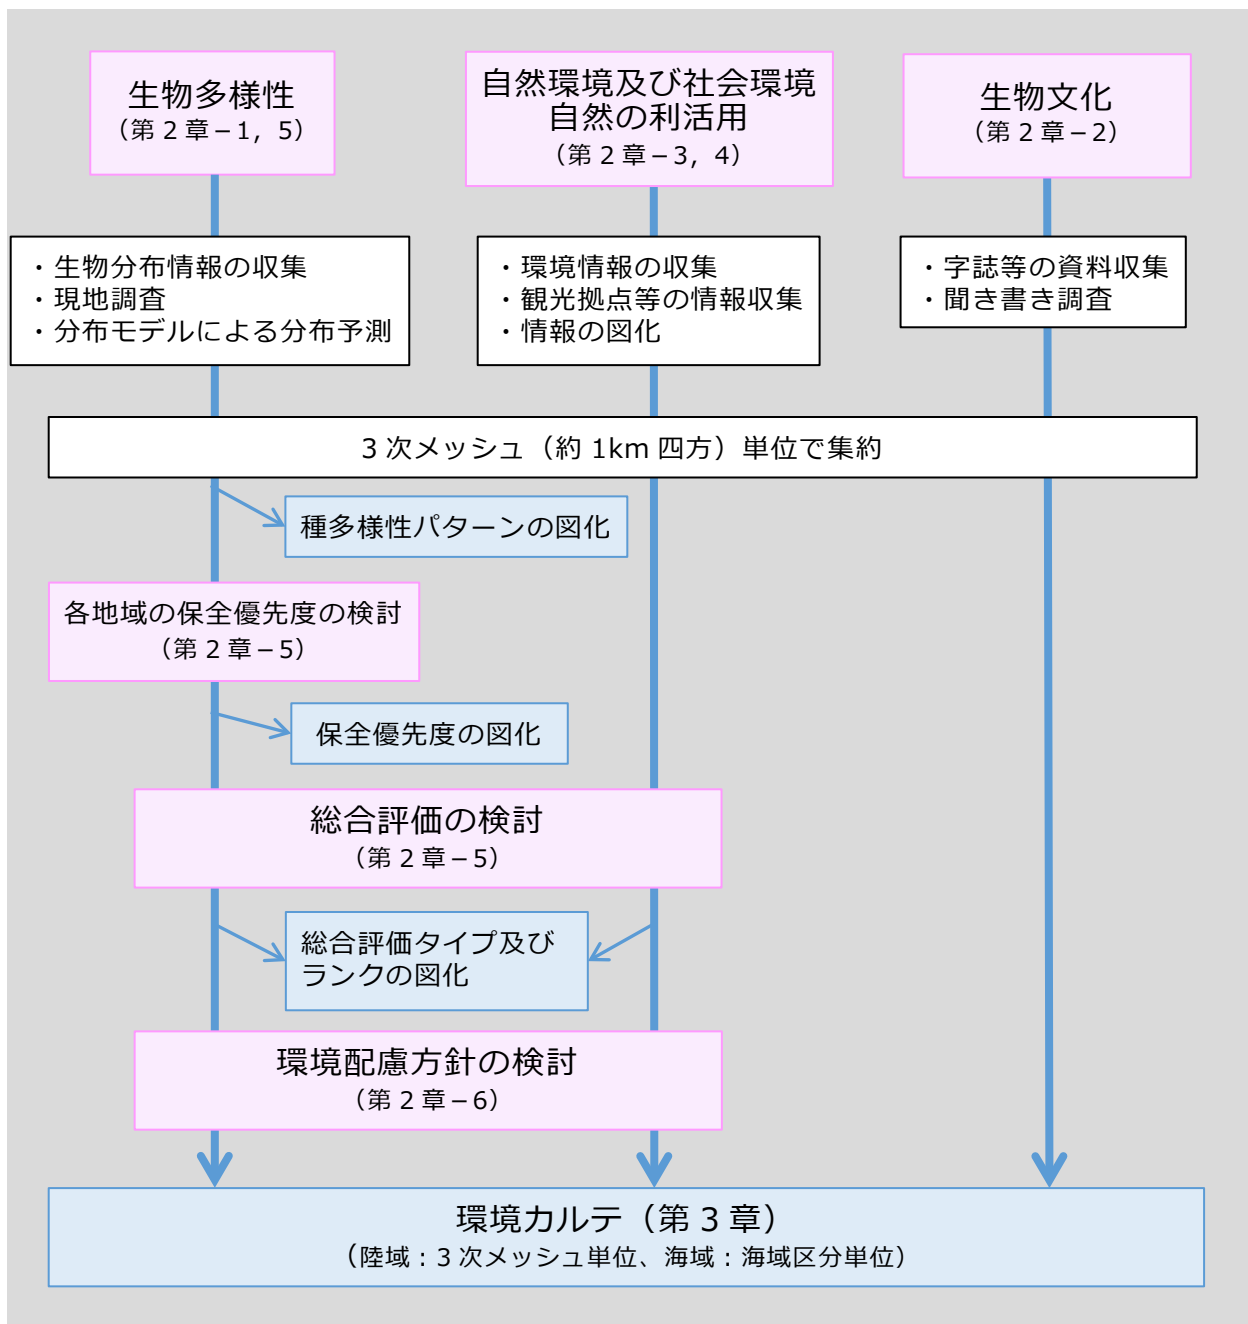 生物多様性
（第２章－1，5）
自然環境及び社会環境
自然の利活用
（第２章－3，4）
生物文化
（第２章－2）
・生物分布情報の収集
・現地調査
・分布モデルによる分布予測
・環境情報の収集
・観光拠点等の情報収集
・情報の図化
・字誌等の資料収集
・聞き書き調査
3 次メッシュ（約 1km 四方）単位で集約
種多様性パターンの図化
各地域の保全優先度の検討
（第２章－5）
保全優先度の図化
総合評価の検討
（第２章－5）
総合評価タイプ及び
ランクの図化
環境配慮方針の検討
（第２章－6）
環境カルテ（第 3 章）
（陸域：3 次メッシュ単位、海域：海域区分単位）